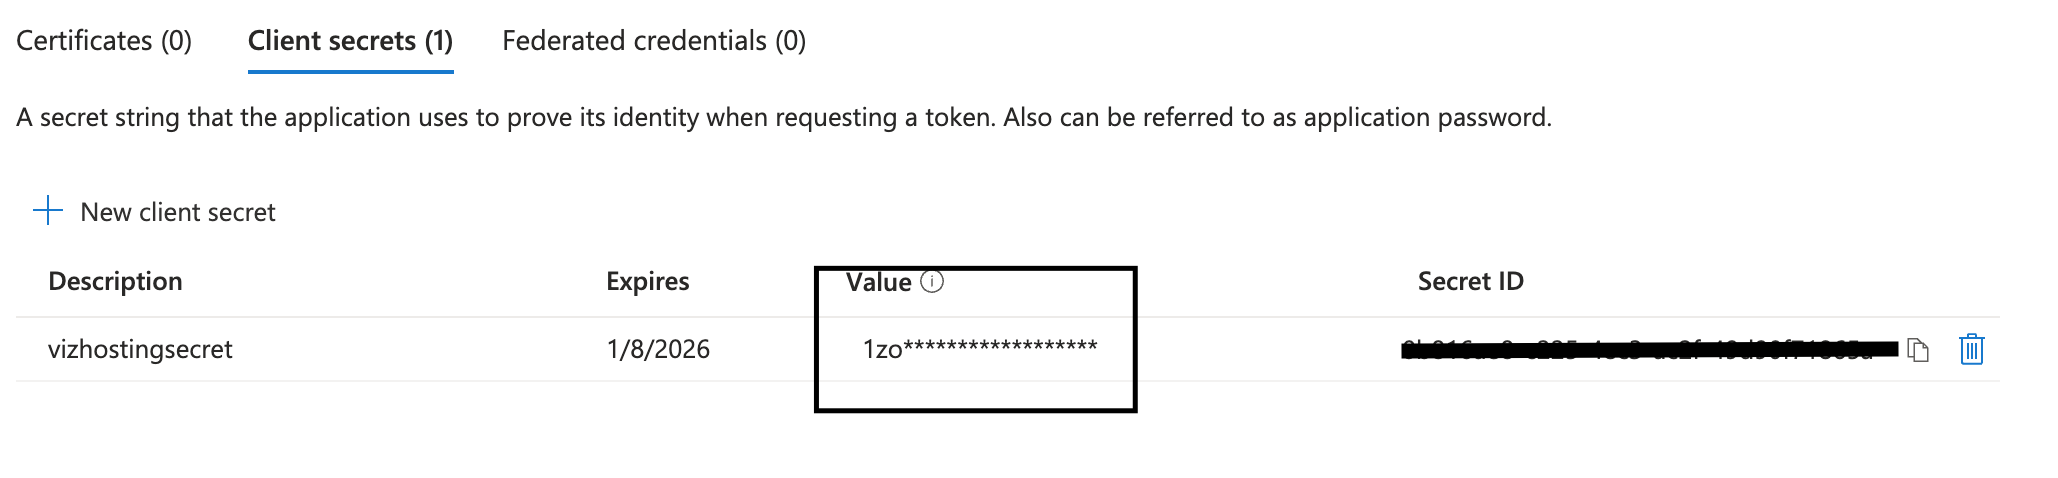 Certificates (0) Client secrets (1) Federated credentials (0)
A secret string that the application uses to prove its identity when requesting a token. Also can be referred to as application password.
New client secret
Description Expires Value Secret ID
vizhostingsecret 1/8/2026 1zo******************